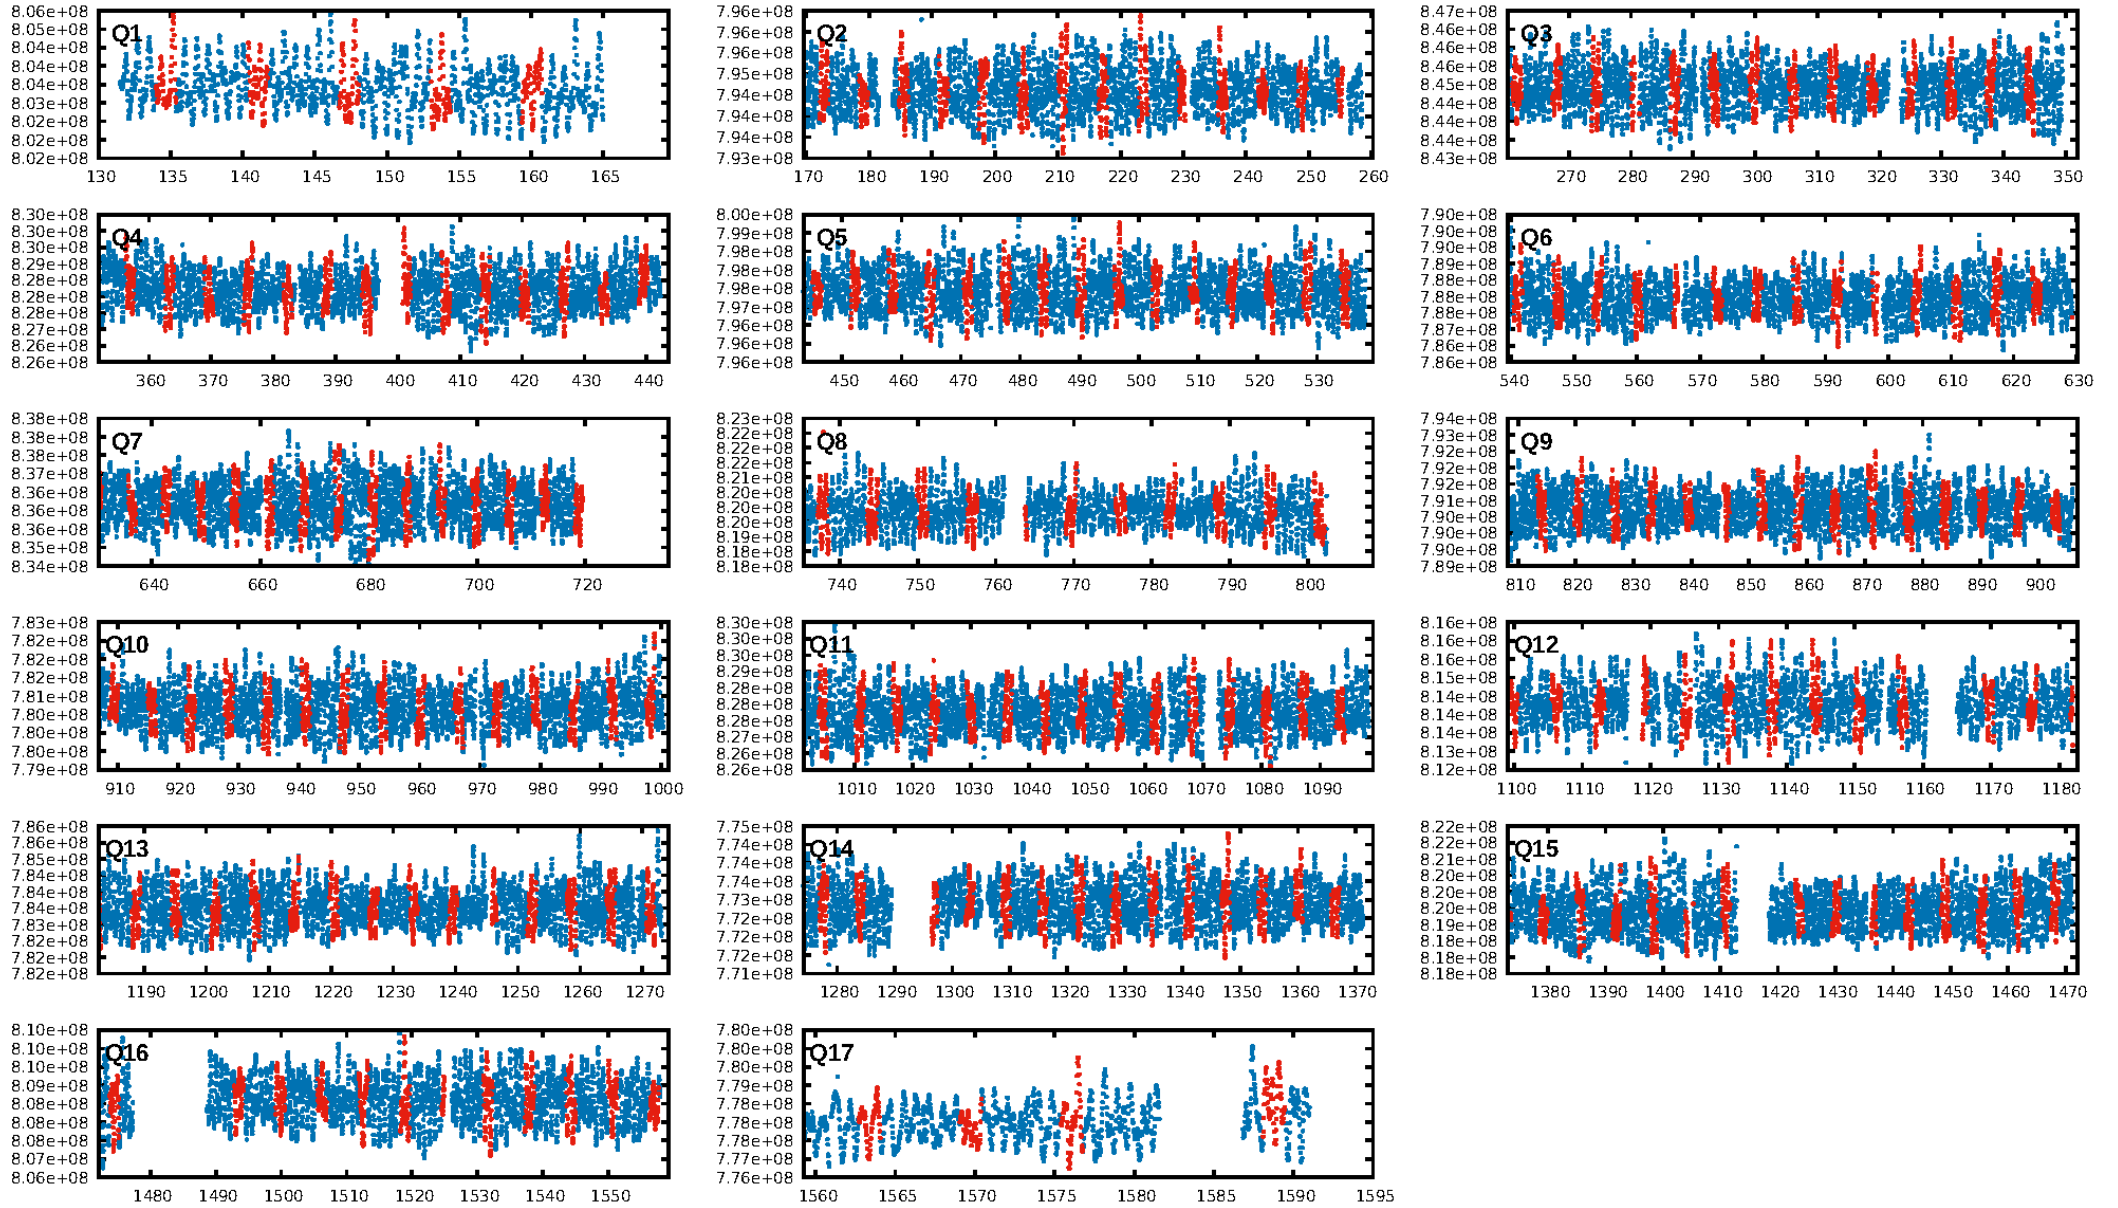 8.06e+08
8.05e+08
8.04e+08
8.04e+08
8.04e+08
8.03e+08
8.02e+08
8.02e+08
8.02e+08
Q1
130 135 140 145 150 155 160 165
7.96e+08
7.96e+08
7.95e+08
7.95e+08
7.94e+08
7.94e+08
7.94e+08
7.93e+08
Q2
170 180 190 200 210 220 230 240 250 260
8.47e+08
8.46e+08
8.46e+08
8.46e+08
8.45e+08
8.44e+08
8.44e+08
8.44e+08
8.43e+08
Q3
270 280 290 300 310 320 330 340 350
8.30e+08
8.30e+08
8.30e+08
8.29e+08
8.28e+08
8.28e+08
8.28e+08
8.27e+08
8.26e+08
8.26e+08
Q4
360 370 380 390 400 410 420 430 440
8.00e+08
7.99e+08
7.98e+08
7.98e+08
7.98e+08
7.97e+08
7.96e+08
7.96e+08
7.96e+08
Q5
450 460 470 480 490 500 510 520 530
7.90e+08
7.90e+08
7.90e+08
7.89e+08
7.88e+08
7.88e+08
7.88e+08
7.87e+08
7.86e+08
7.86e+08
Q6
540 550 560 570 580 590 600 610 620 630
8.38e+08
8.38e+08
8.38e+08
8.37e+08
8.36e+08
8.36e+08
8.36e+08
8.35e+08
8.34e+08
Q7
640 660 680 700 720
8.23e+08
8.22e+08
8.22e+08
8.21e+08
8.20e+08
8.20e+08
8.20e+08
8.19e+08
8.18e+08
8.18e+08
Q8
740 750 760 770 780 790 800
7.94e+08
7.93e+08
7.92e+08
7.92e+08
7.92e+08
7.91e+08
7.90e+08
7.90e+08
7.90e+08
7.89e+08
Q9
810 820 830 840 850 860 870 880 890 900
7.83e+08
7.82e+08
7.82e+08
7.82e+08
7.81e+08
7.80e+08
7.80e+08
7.80e+08
7.79e+08
Q10
910 920 930 940 950 960 970 980 990 1000
8.30e+08
8.30e+08
8.30e+08
8.29e+08
8.28e+08
8.28e+08
8.28e+08
8.27e+08
8.26e+08
8.26e+08
Q11
1010 1020 1030 1040 1050 1060 1070 1080 1090
8.16e+08
8.16e+08
8.16e+08
8.15e+08
8.14e+08
8.14e+08
8.14e+08
8.13e+08
8.12e+08
Q12
1100 1110 1120 1130 1140 1150 1160 1170 1180
7.86e+08
7.86e+08
7.85e+08
7.84e+08
7.84e+08
7.84e+08
7.83e+08
7.82e+08
7.82e+08
Q13
1190 1200 1210 1220 1230 1240 1250 1260 1270
7.75e+08
7.74e+08
7.74e+08
7.74e+08
7.73e+08
7.72e+08
7.72e+08
7.72e+08
7.71e+08
Q14
1280 1290 1300 1310 1320 1330 1340 1350 1360 1370
8.22e+08
8.22e+08
8.21e+08
8.20e+08
8.20e+08
8.20e+08
8.19e+08
8.18e+08
8.18e+08
8.18e+08
Q15
1380 1390 1400 1410 1420 1430 1440 1450 1460 1470
8.10e+08
8.10e+08
8.10e+08
8.09e+08
8.08e+08
8.08e+08
8.08e+08
8.07e+08
8.06e+08
Q16
1480 1490 1500 1510 1520 1530 1540 1550
7.80e+08
7.80e+08
7.79e+08
7.78e+08
7.78e+08
7.78e+08
7.77e+08
7.76e+08
Q17
1560 1565 1570 1575 1580 1585 1590 1595